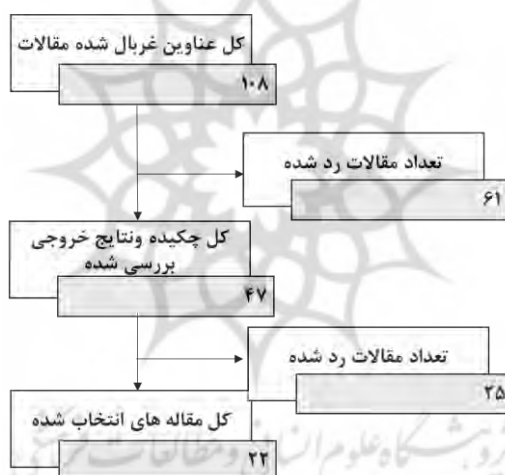 کل عناوین غربال شده مقالات
۱۰۸
تعداد مقالات رد شده
۶۱
کل چکیده ونتایج خروجی
بررسی شده
۴۷
تعداد مقالات رد شده
۲۵
کل مقاله های انتخاب شده
۲۲